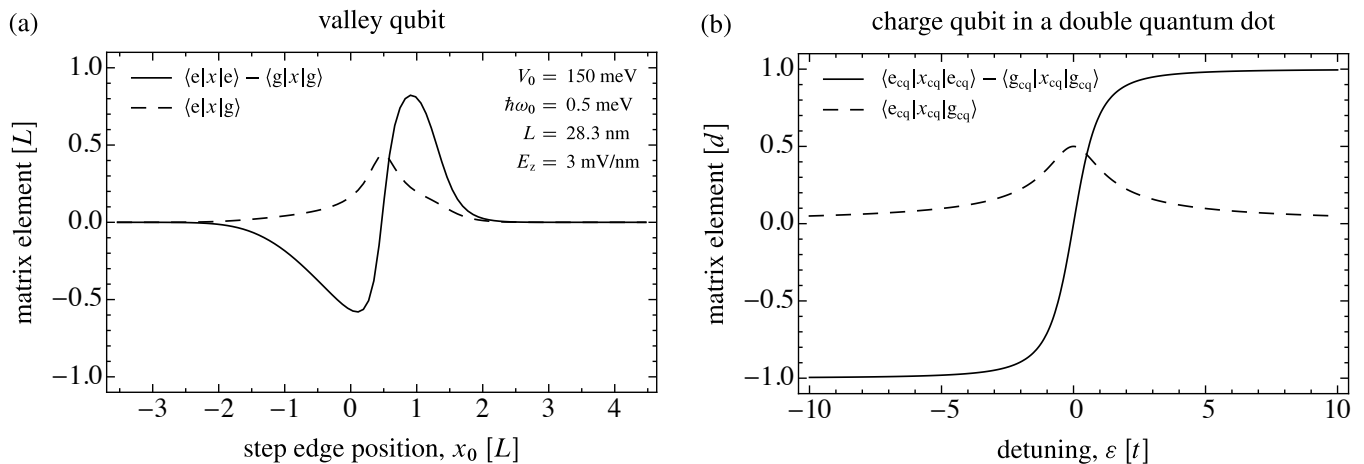 (a)
valley qubit
matrix element [L]
1.0
0.5
0.0
−0.5
−1.0
⟨e|x|e⟩ − ⟨g|x|g⟩
⟨e|x|g⟩
V₀ = 150 meV
ℏω₀ = 0.5 meV
L = 28.3 nm
E_z = 3 mV/nm
−3 −2 −1 0 1 2 3 4
step edge position, x₀ [L]
(b)
charge qubit in a double quantum dot
matrix element [d]
1.0
0.5
0.0
−0.5
−1.0
⟨e_cq|x_cq|e_cq⟩ − ⟨g_cq|x_cq|g_cq⟩
⟨e_cq|x_cq|g_cq⟩
−10 −5 0 5 10
detuning, ε [t]